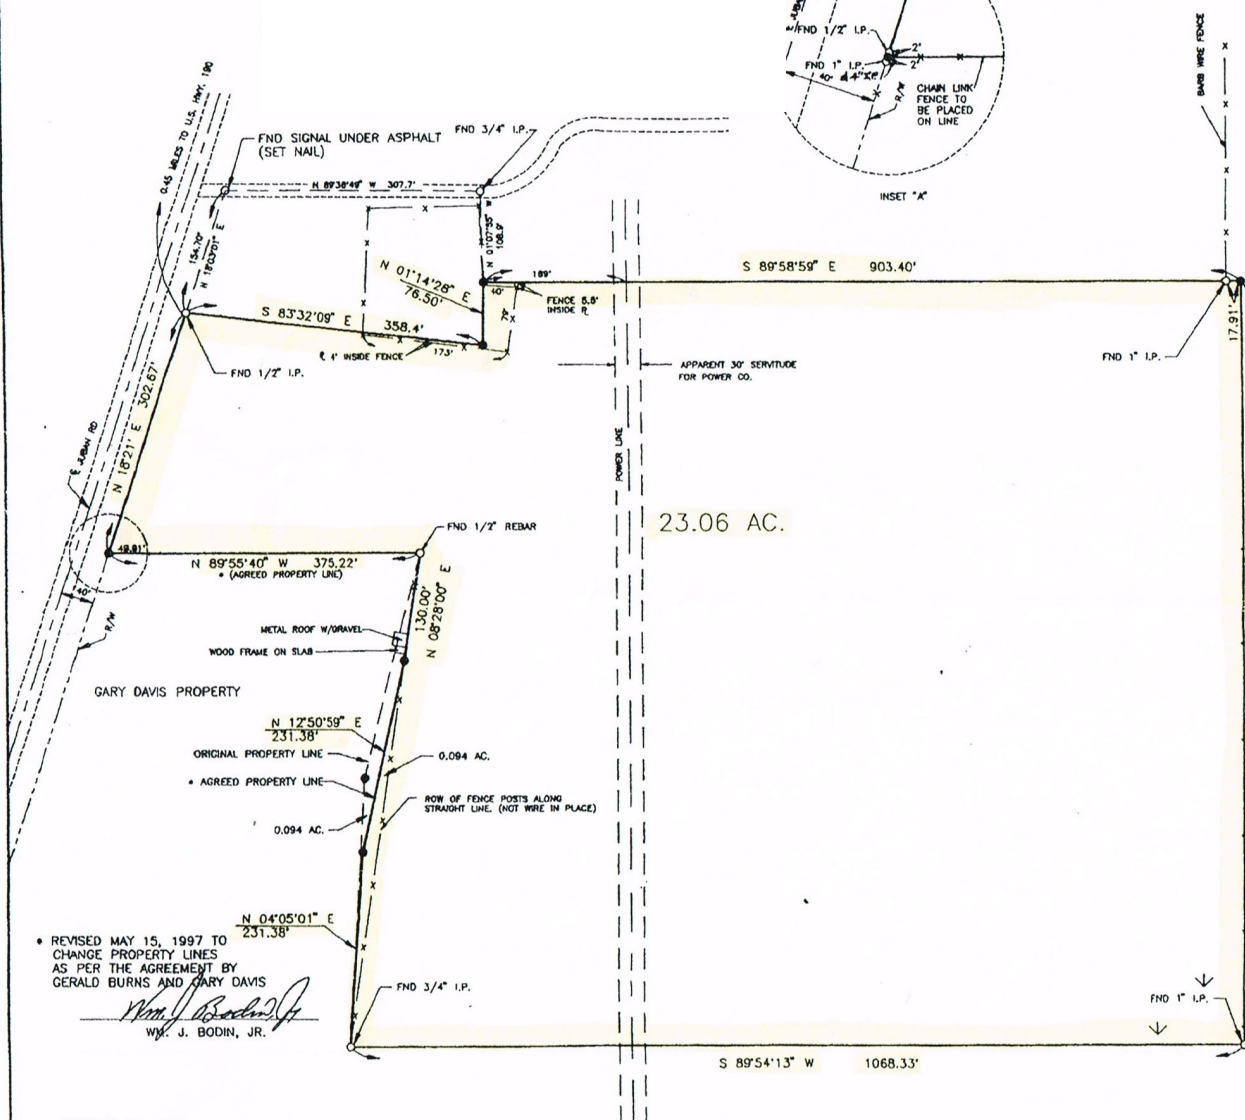 0.45 MILES TO U.S. HWY. 190
FND SIGNAL UNDER ASPHALT
(SET NAIL)
FND 3/4" I.P.
N 89°38'49" W 307.7'
154.70'
N 18°03'01" E
N 01°07'55" W
108.9'
N 01°14'28" E
76.50'
S 83°32'09" E 358.4'
℄ 4' INSIDE FENCE
173'
FND 1/2" I.P.
189'
40'
FENCE 5.5'
INSIDE
S 89°58'59" E 903.40'
FND 1/2" I.P.
2'
FND 1" I.P.
2'
40'
R/W
CHAIN LINK
FENCE TO
BE PLACED
ON LINE
INSET "A"
BARB WIRE FENCE
17.91'
FND 1" I.P.
APPARENT 30' SERVITUDE
FOR POWER CO.
POWER LINE
23.06 AC.
℄ JUBAN RD
N 18°21' E 302.67'
49.91'
40'
R/W
FND 1/2" REBAR
N 89°55'40" W 375.22'
• (AGREED PROPERTY LINE)
130.00'
N 08°28'00" E
METAL ROOF W/GRAVEL
WOOD FRAME ON SLAB
GARY DAVIS PROPERTY
N 12°50'59" E
231.38'
ORIGINAL PROPERTY LINE
0.094 AC.
• AGREED PROPERTY LINE
ROW OF FENCE POSTS ALONG
STRAIGHT LINE. (NOT WIRE IN PLACE)
0.094 AC.
N 04°05'01" E
231.38'
• REVISED MAY 15, 1997 TO
CHANGE PROPERTY LINES
AS PER THE AGREEMENT BY
GERALD BURNS AND GARY DAVIS
Wm. J. Bodin, Jr
WM. J. BODIN, JR.
FND 3/4" I.P.
FND 1" I.P.
S 89°54'13" W 1068.33'